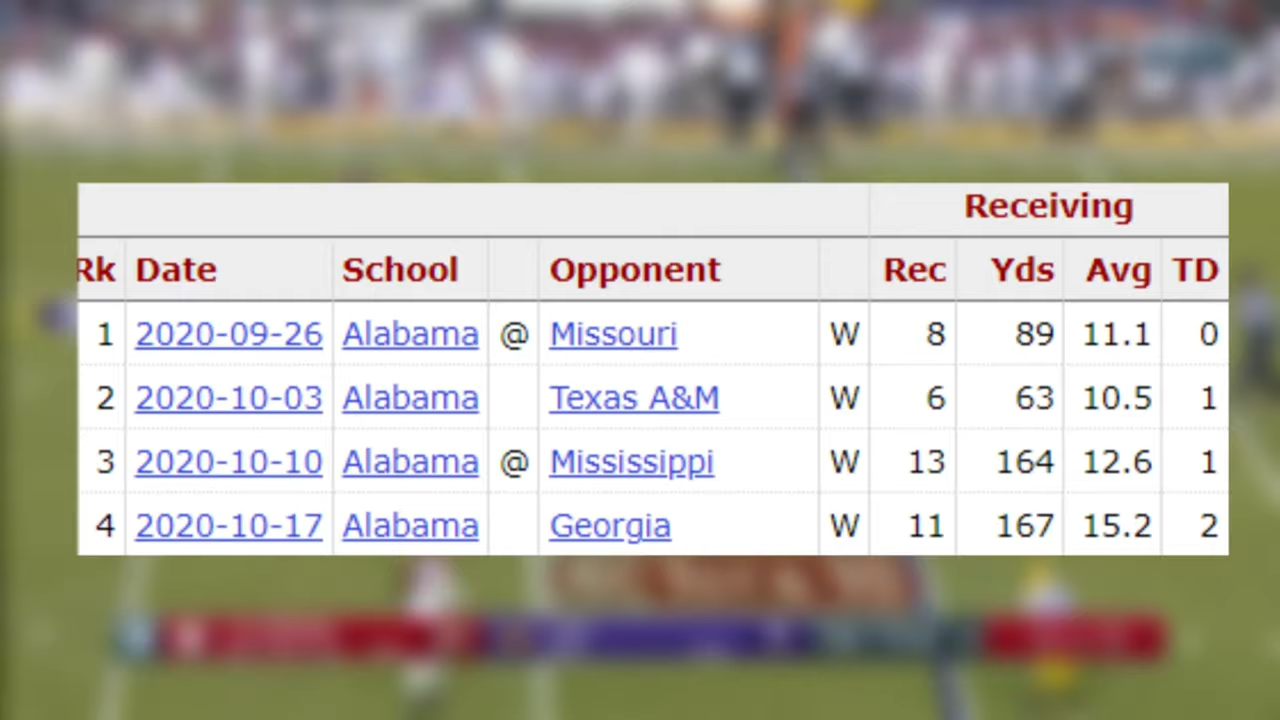 Receiving
Rk Date School Opponent Rec Yds Avg TD
1 2020-09-26 Alabama @ Missouri W 8 89 11.1 0
2 2020-10-03 Alabama Texas A&M W 6 63 10.5 1
3 2020-10-10 Alabama @ Mississippi W 13 164 12.6 1
4 2020-10-17 Alabama Georgia W 11 167 15.2 2